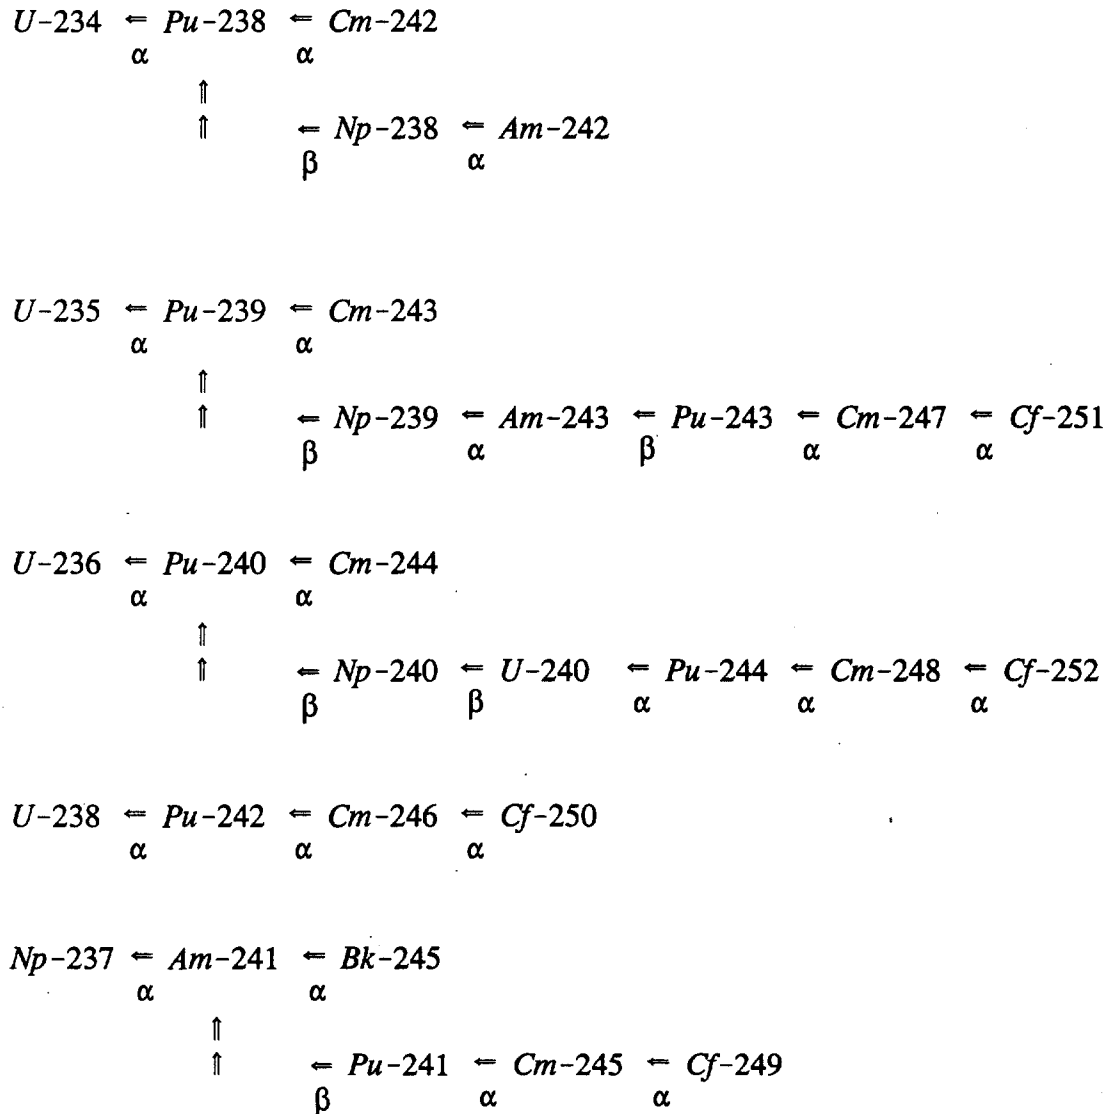 U-234 ⇐ Pu-238 ⇐ Cm-242
α α
⇑
⇑ ⇐ Np-238 ⇐ Am-242
β α
U-235 ⇐ Pu-239 ⇐ Cm-243
α α
⇑
⇑ ⇐ Np-239 ⇐ Am-243 ⇐ Pu-243 ⇐ Cm-247 ⇐ Cf-251
β α β α α
U-236 ⇐ Pu-240 ⇐ Cm-244
α α
⇑
⇑ ⇐ Np-240 ⇐ U-240 ⇐ Pu-244 ⇐ Cm-248 ⇐ Cf-252
β β α α α
U-238 ⇐ Pu-242 ⇐ Cm-246 ⇐ Cf-250
α α α
Np-237 ⇐ Am-241 ⇐ Bk-245
α α
⇑
⇑ ⇐ Pu-241 ⇐ Cm-245 ⇐ Cf-249
β α α